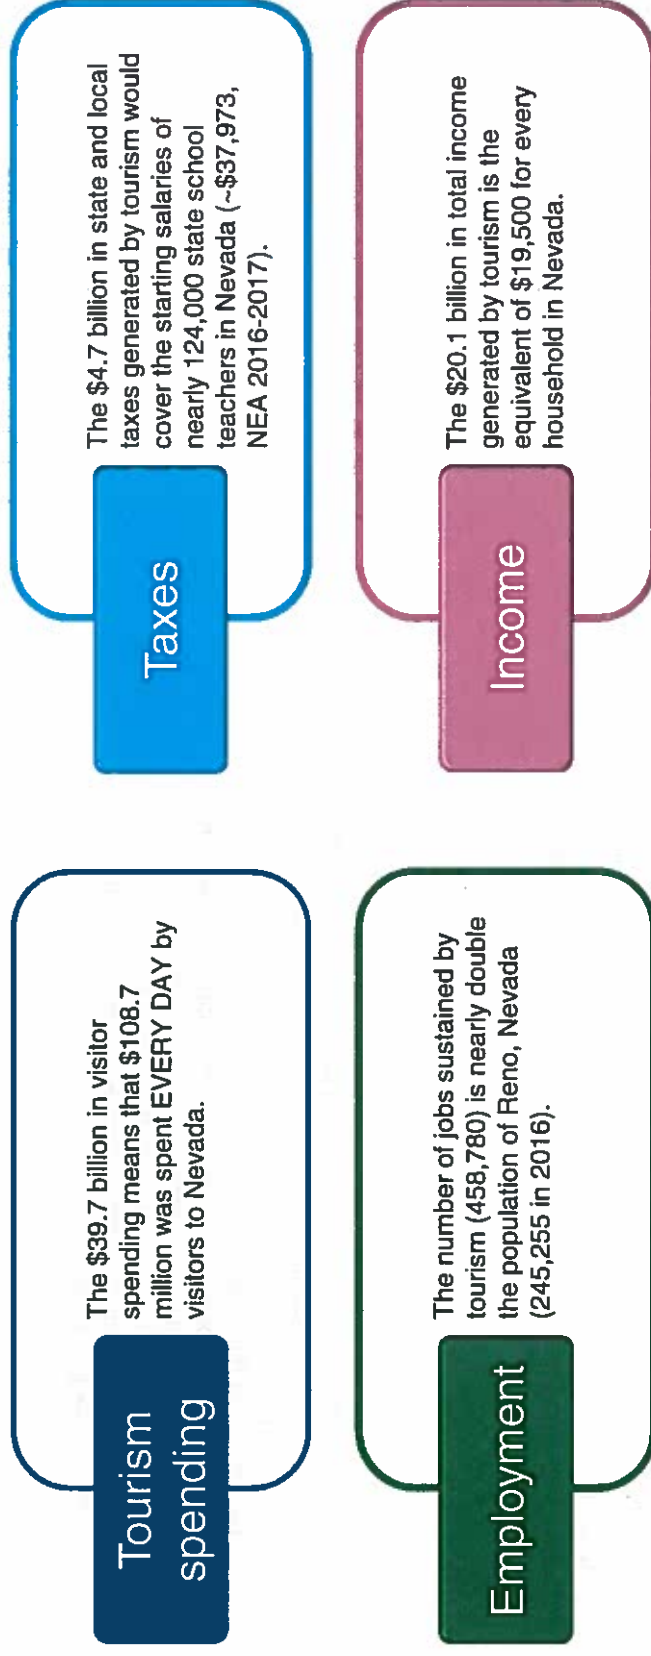 Tourism
spending
The $39.7 billion in visitor
spending means that $108.7
million was spent EVERY DAY by
visitors to Nevada.
Taxes
The $4.7 billion in state and local
taxes generated by tourism would
cover the starting salaries of
nearly 124,000 state school
teachers in Nevada (~$37,973,
NEA 2016-2017).
Employment
The number of jobs sustained by
tourism (458,780) is nearly double
the population of Reno, Nevada
(245,255 in 2016).
Income
The $20.1 billion in total income
generated by tourism is the
equivalent of $19,500 for every
household in Nevada.